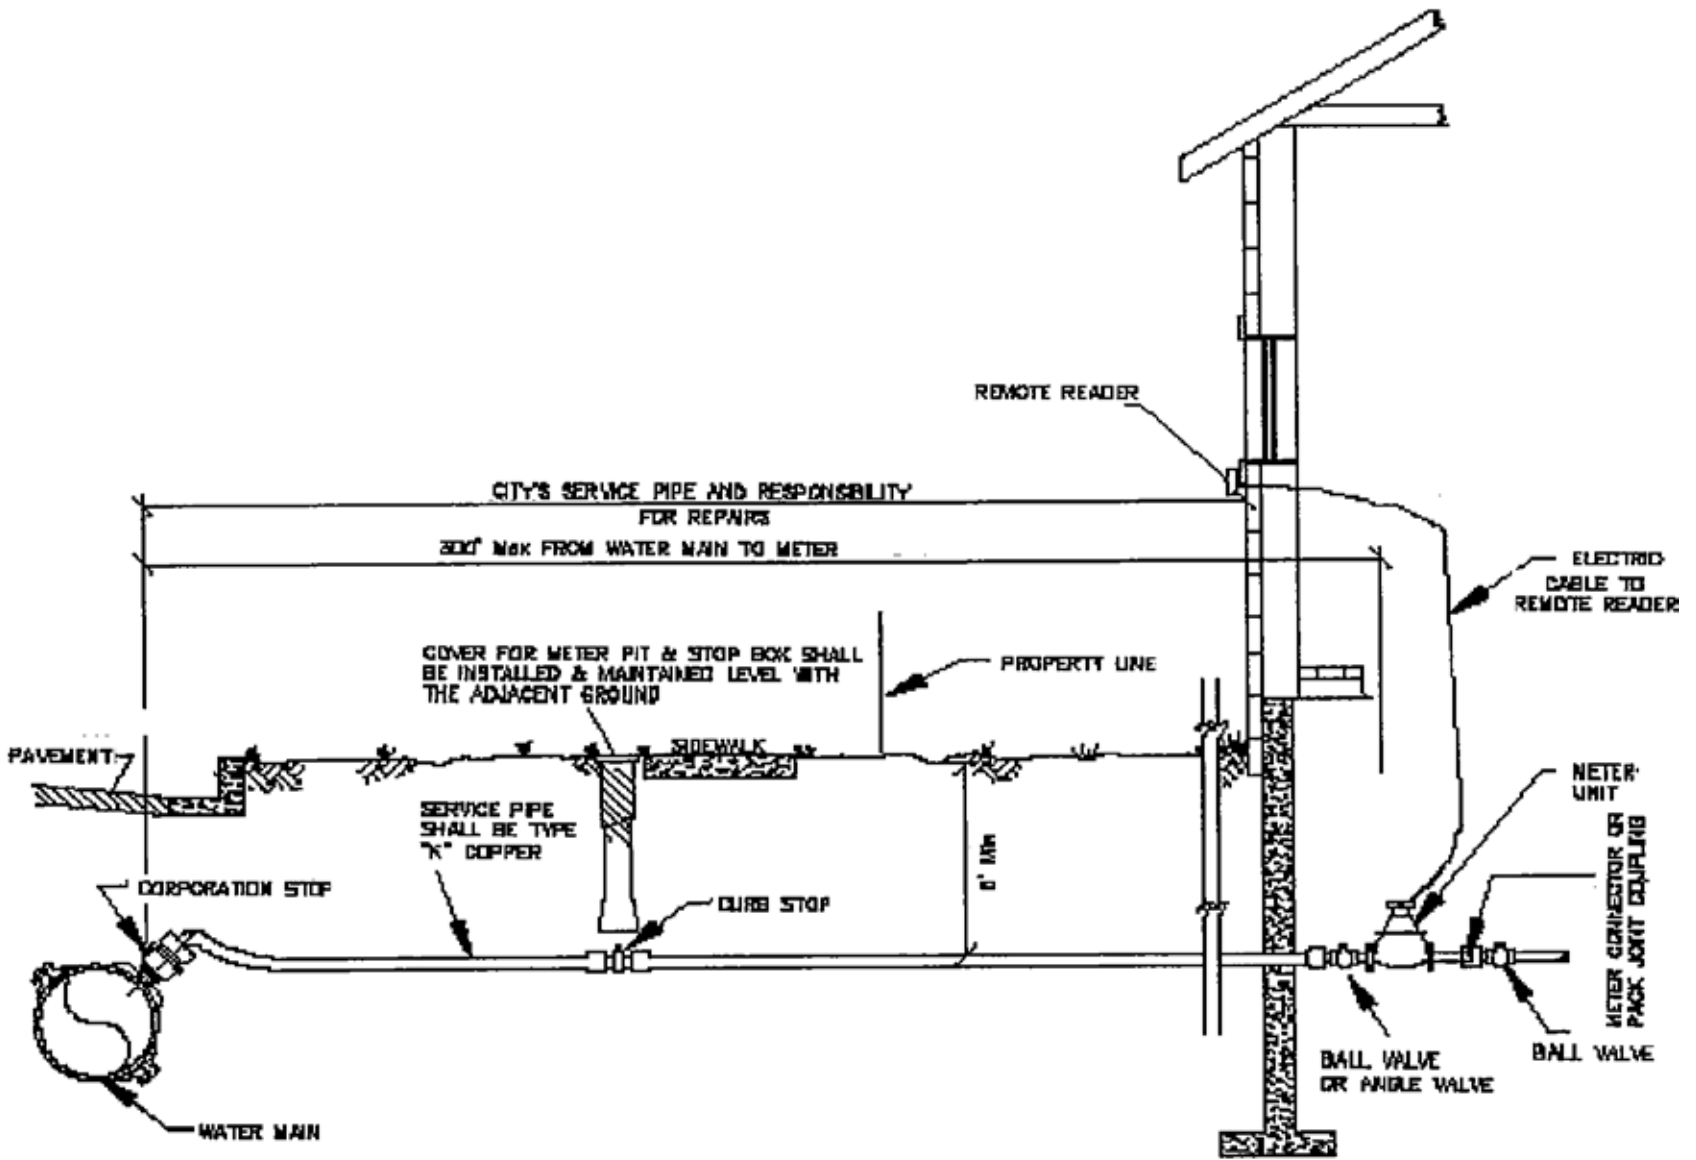 REMOTE READER
CITY'S SERVICE PIPE AND RESPONSIBILITY
FOR REPAIRS
300' Max FROM WATER MAIN TO METER
ELECTRIC
CABLE TO
REMOTE READER
COVER FOR METER PIT & STOP BOX SHALL
BE INSTALLED & MAINTAINED LEVEL WITH
THE ADJACENT GROUND
PROPERTY LINE
PAVEMENT
SIDEWALK
METER
UNIT
SERVICE PIPE
SHALL BE TYPE
"K" COPPER
Min
METER CONNECTOR OR
PACK JOINT COUPLING
CORPORATION STOP
CURB STOP
BALL VALVE
OR ANGLE VALVE
BALL VALVE
WATER MAIN